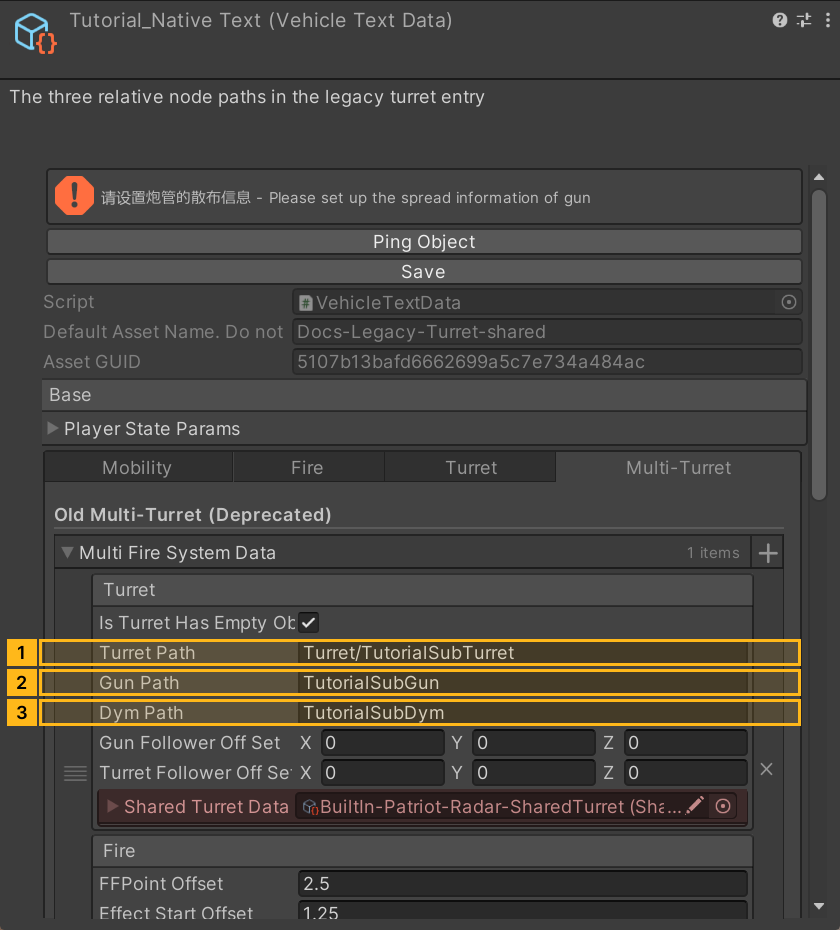 Tutorial_Native Text (Vehicle Text Data)
The three relative node paths in the legacy turret entry
请设置炮管的散布信息 - Please set up the spread information of gun
Ping Object
Save
Script VehicleTextData
Default Asset Name. Do not Docs-Legacy-Turret-shared
Asset GUID 5107b13bafd6662699a5c7e734a484ac
Base
Player State Params
Mobility Fire Turret Multi-Turret
Old Multi-Turret (Deprecated)
Multi Fire System Data 1 items
Turret
Is Turret Has Empty Ob
1 Turret Path Turret/TutorialSubTurret
2 Gun Path TutorialSubGun
3 Dym Path TutorialSubDym
Gun Follower Off Set X 0 Y 0 Z 0
Turret Follower Off Set X 0 Y 0 Z 0
Shared Turret Data BuiltIn-Patriot-Radar-SharedTurret (Sha...
Fire
FFPoint Offset 2.5
Effect Start Offset 1.25